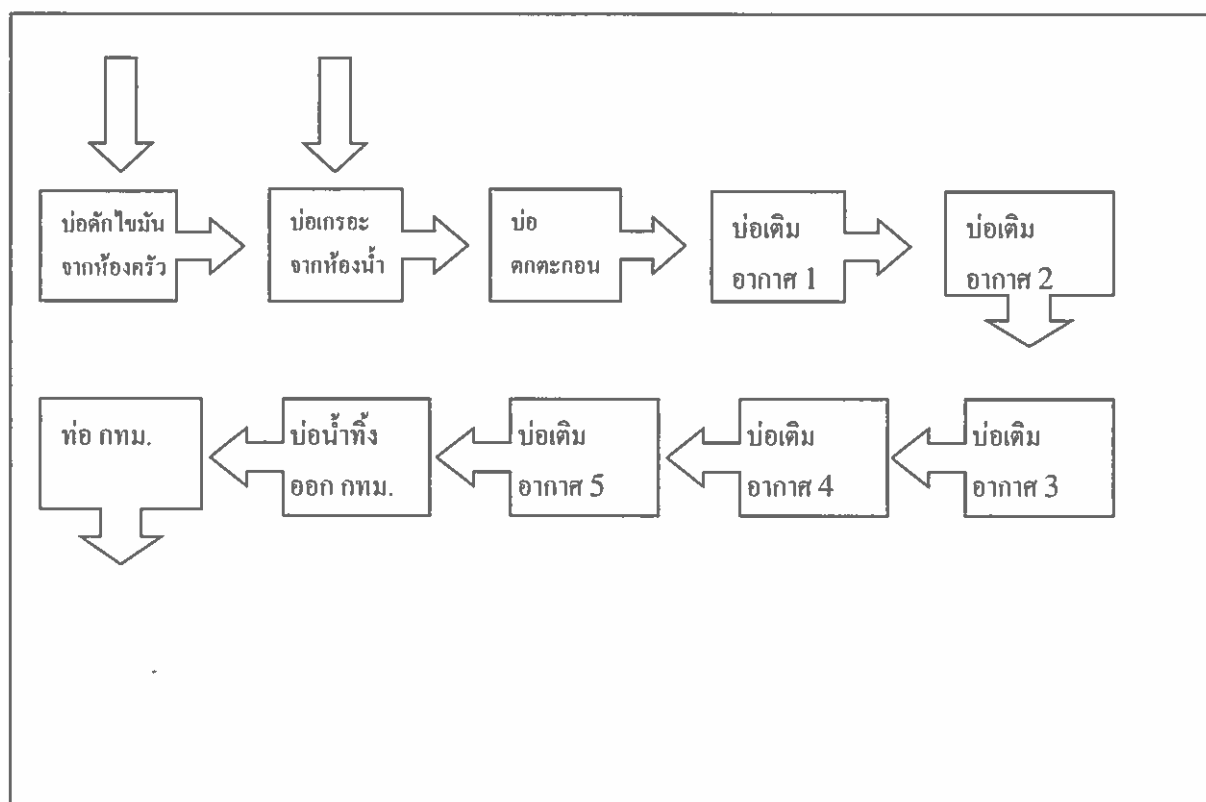 บ่อดักไขมัน
จากห้องครัว
บ่อเกรอะ
จากห้องน้ำ
บ่อ
ตกตะกอน
บ่อเติม
อากาศ 1
บ่อเติม
อากาศ 2
ท่อ กทม.
บ่อน้ำทิ้ง
ออก กทม.
บ่อเติม
อากาศ 5
บ่อเติม
อากาศ 4
บ่อเติม
อากาศ 3